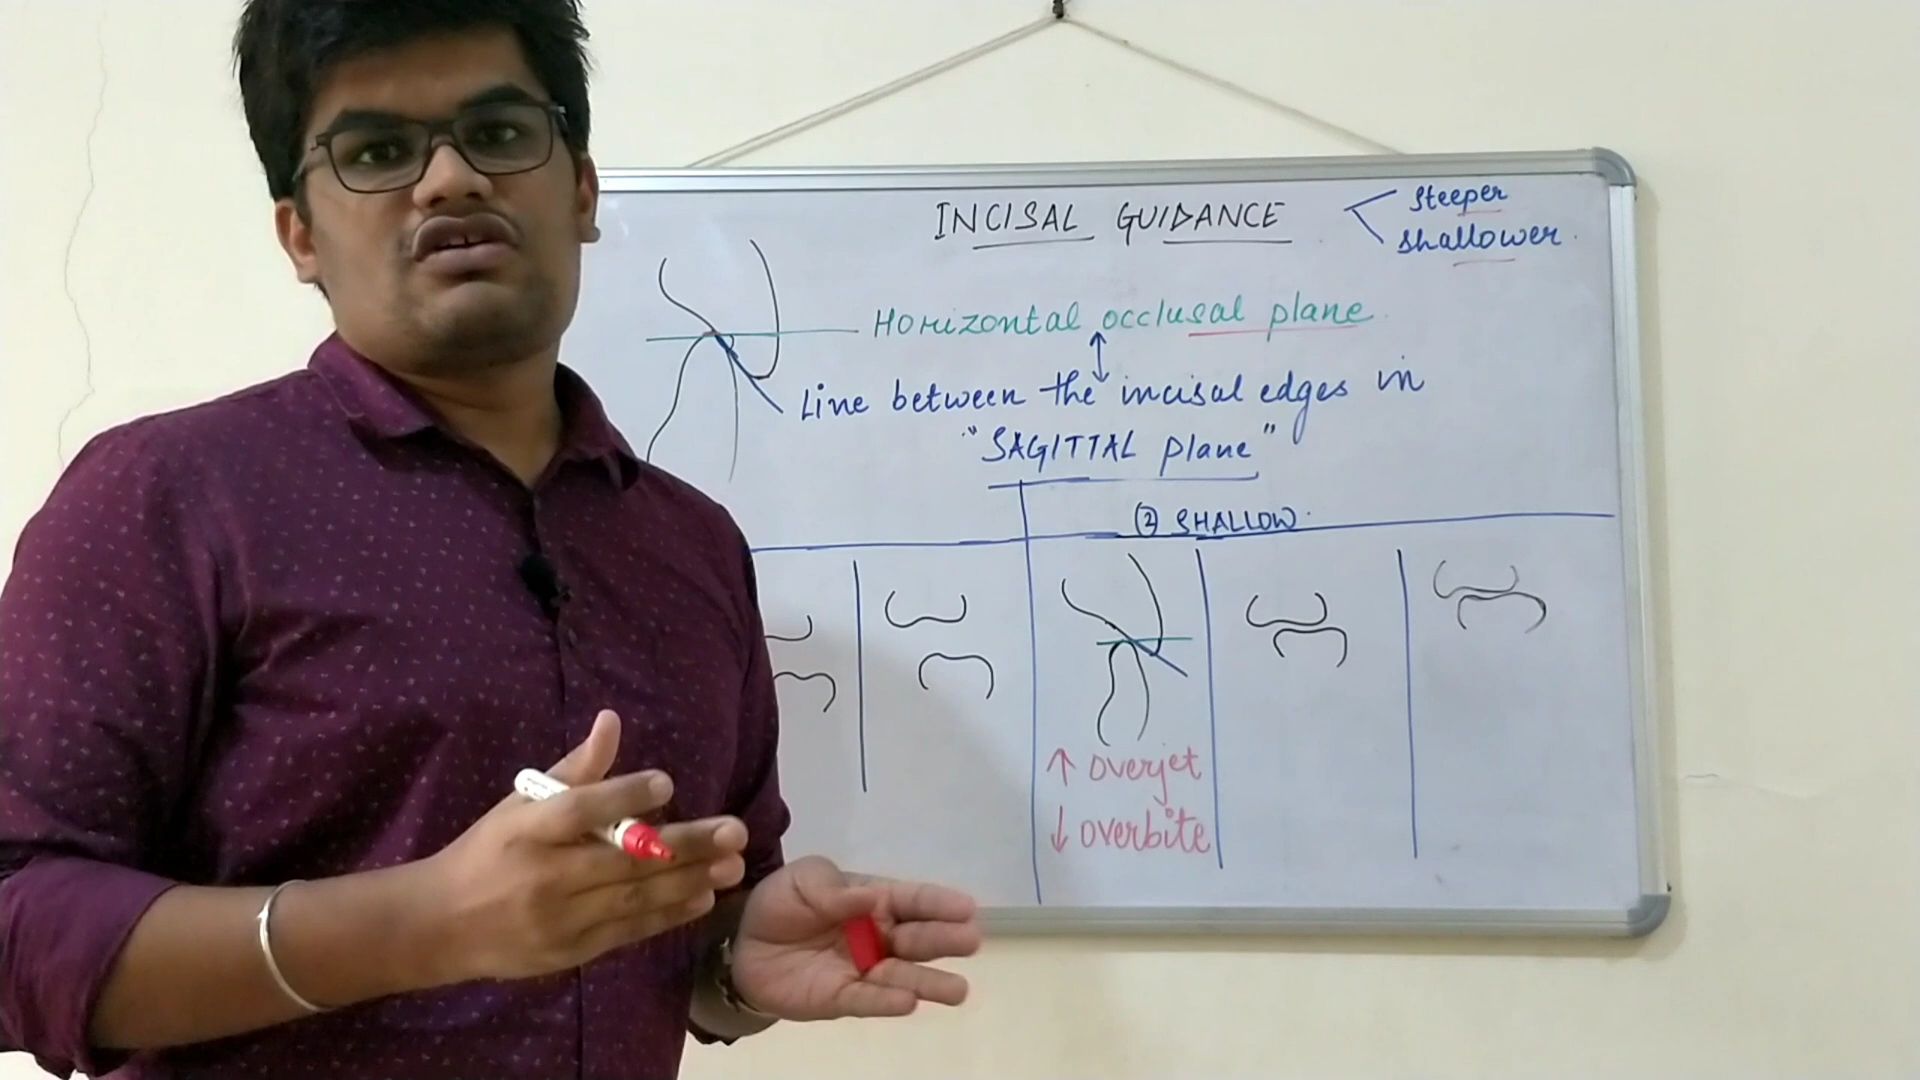 INCISAL GUIDANCE
steeper
shallower.
Horizontal occlusal plane.
Line between the incisal edges in
"SAGITTAL plane"
② SHALLOW.
↑ overjet
↓ overbite